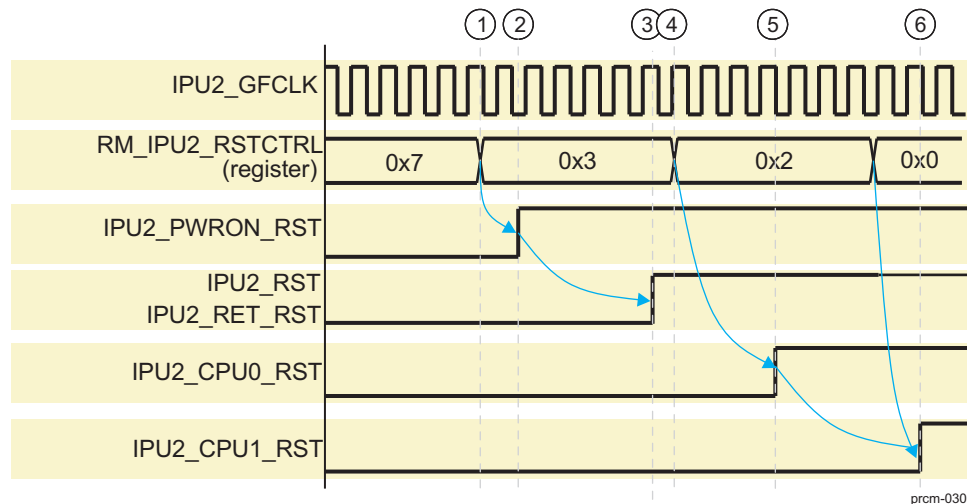 1 2 3 4 5 6
IPU2_GFCLK
RM_IPU2_RSTCTRL
(register)
0x7 0x3 0x2 0x0
IPU2_PWRON_RST
IPU2_RST
IPU2_RET_RST
IPU2_CPU0_RST
IPU2_CPU1_RST
prcm-030